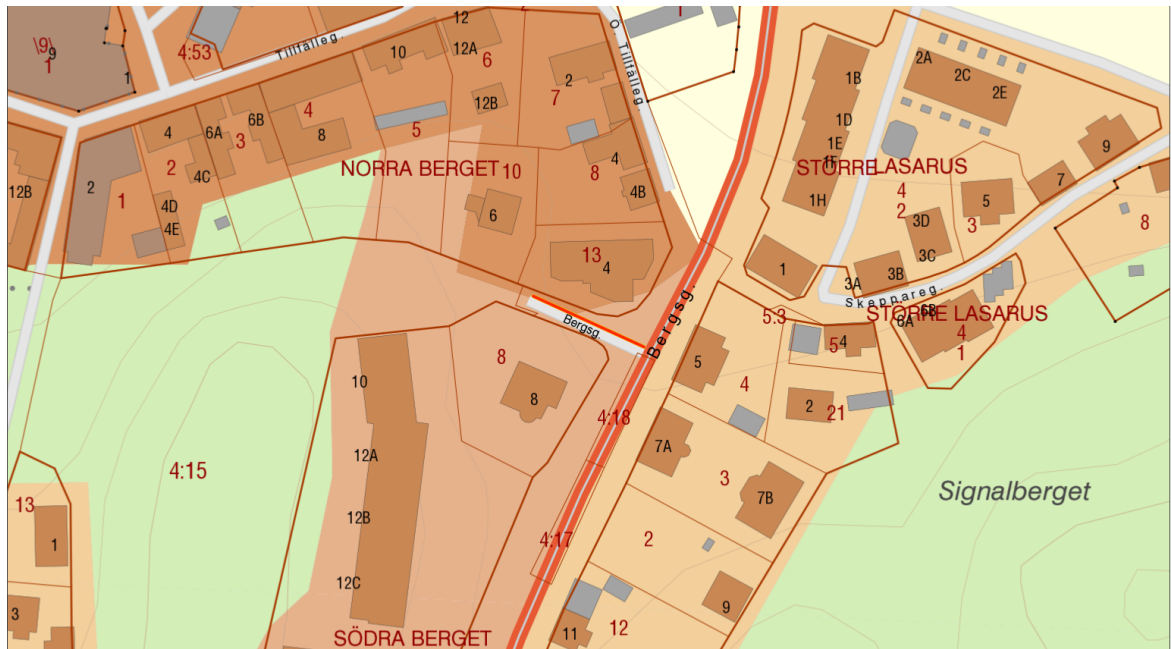 \9\
9
1
1
4:53
Tillfälleg.
12
10
12A
6
2
7
Ö. Tillfälleg.
1
12B
4
6A
6B
4
8
5
3
2
4C
12B
2
1
4D
4E
NORRA BERGET
10
6
4
8
4B
13
4
1B
1D
1E
1F
1H
2A
2C
2E
STÖRRE LASARUS
4
2
3D
3C
3
5
7
9
8
1
3A
3B
Skeppareg.
STÖRRE LASARUS
6A
6B
4
1
5:3
5
4
Bergsg.
Bergsg.
8
8
10
12A
12B
12C
4:15
4:18
4:17
5
4
2
21
7A
3
7B
2
9
11
12
Signalberget
13
1
3
SÖDRA BERGET